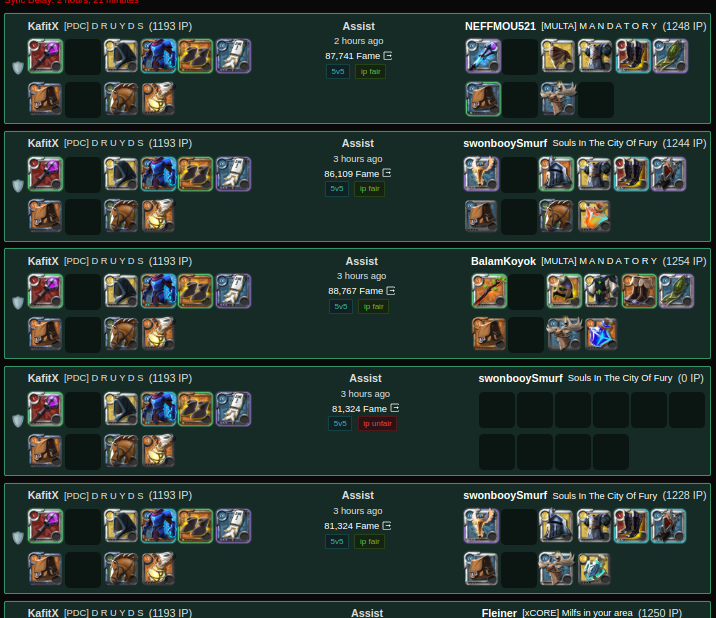 Sync Delay: 2 hours, 21 minutes
KafitX [PDC] D R U Y D S (1193 IP)
Assist
NEFFMOU521 [MULTA] M A N D A T O R Y (1248 IP)
2 hours ago
87,741 Fame
5v5 ip fair
KafitX [PDC] D R U Y D S (1193 IP)
Assist
swonbooySmurf Souls In The City Of Fury (1244 IP)
3 hours ago
86,109 Fame
5v5 ip fair
KafitX [PDC] D R U Y D S (1193 IP)
Assist
BalamKoyok [MULTA] M A N D A T O R Y (1254 IP)
3 hours ago
88,767 Fame
5v5 ip fair
KafitX [PDC] D R U Y D S (1193 IP)
Assist
swonbooySmurf Souls In The City Of Fury (0 IP)
3 hours ago
81,324 Fame
5v5 ip unfair
KafitX [PDC] D R U Y D S (1193 IP)
Assist
swonbooySmurf Souls In The City Of Fury (1228 IP)
3 hours ago
81,324 Fame
5v5 ip fair
KafitX [PDC] D R U Y D S (1193 IP)
Assist
Fleiner [xCORE] Milfs in your area (1250 IP)